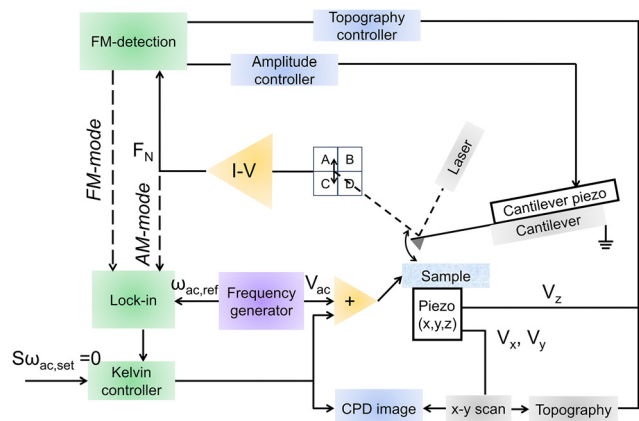 Topography
controller
FM-detection
Amplitude
controller
FM-mode
F_N
AM-mode
I-V
A B
C D
Laser
Cantilever piezo
Cantilever
Sample
Lock-in
ω_ac,ref
Frequency
generator
V_ac
+
Piezo
(x,y,z)
V_z
V_x, V_y
Sω_ac,set =0
Kelvin
controller
CPD image
x-y scan
Topography